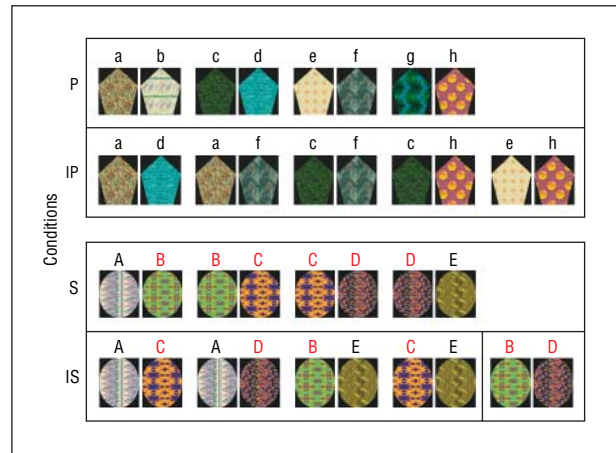 a b c d e f g h
P
a d a f c f c h e h
IP
Conditions
A B B C C D D E
S
A C A D B E C E B D
IS